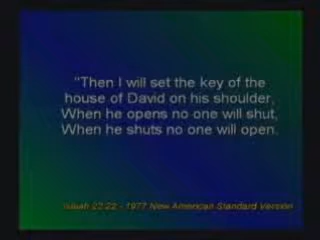 "Then I will set the key of the
house of David on his shoulder,
When he opens no one will shut,
When he shuts no one will open.
Isaiah 22:22 - 1977 New American Standard Version